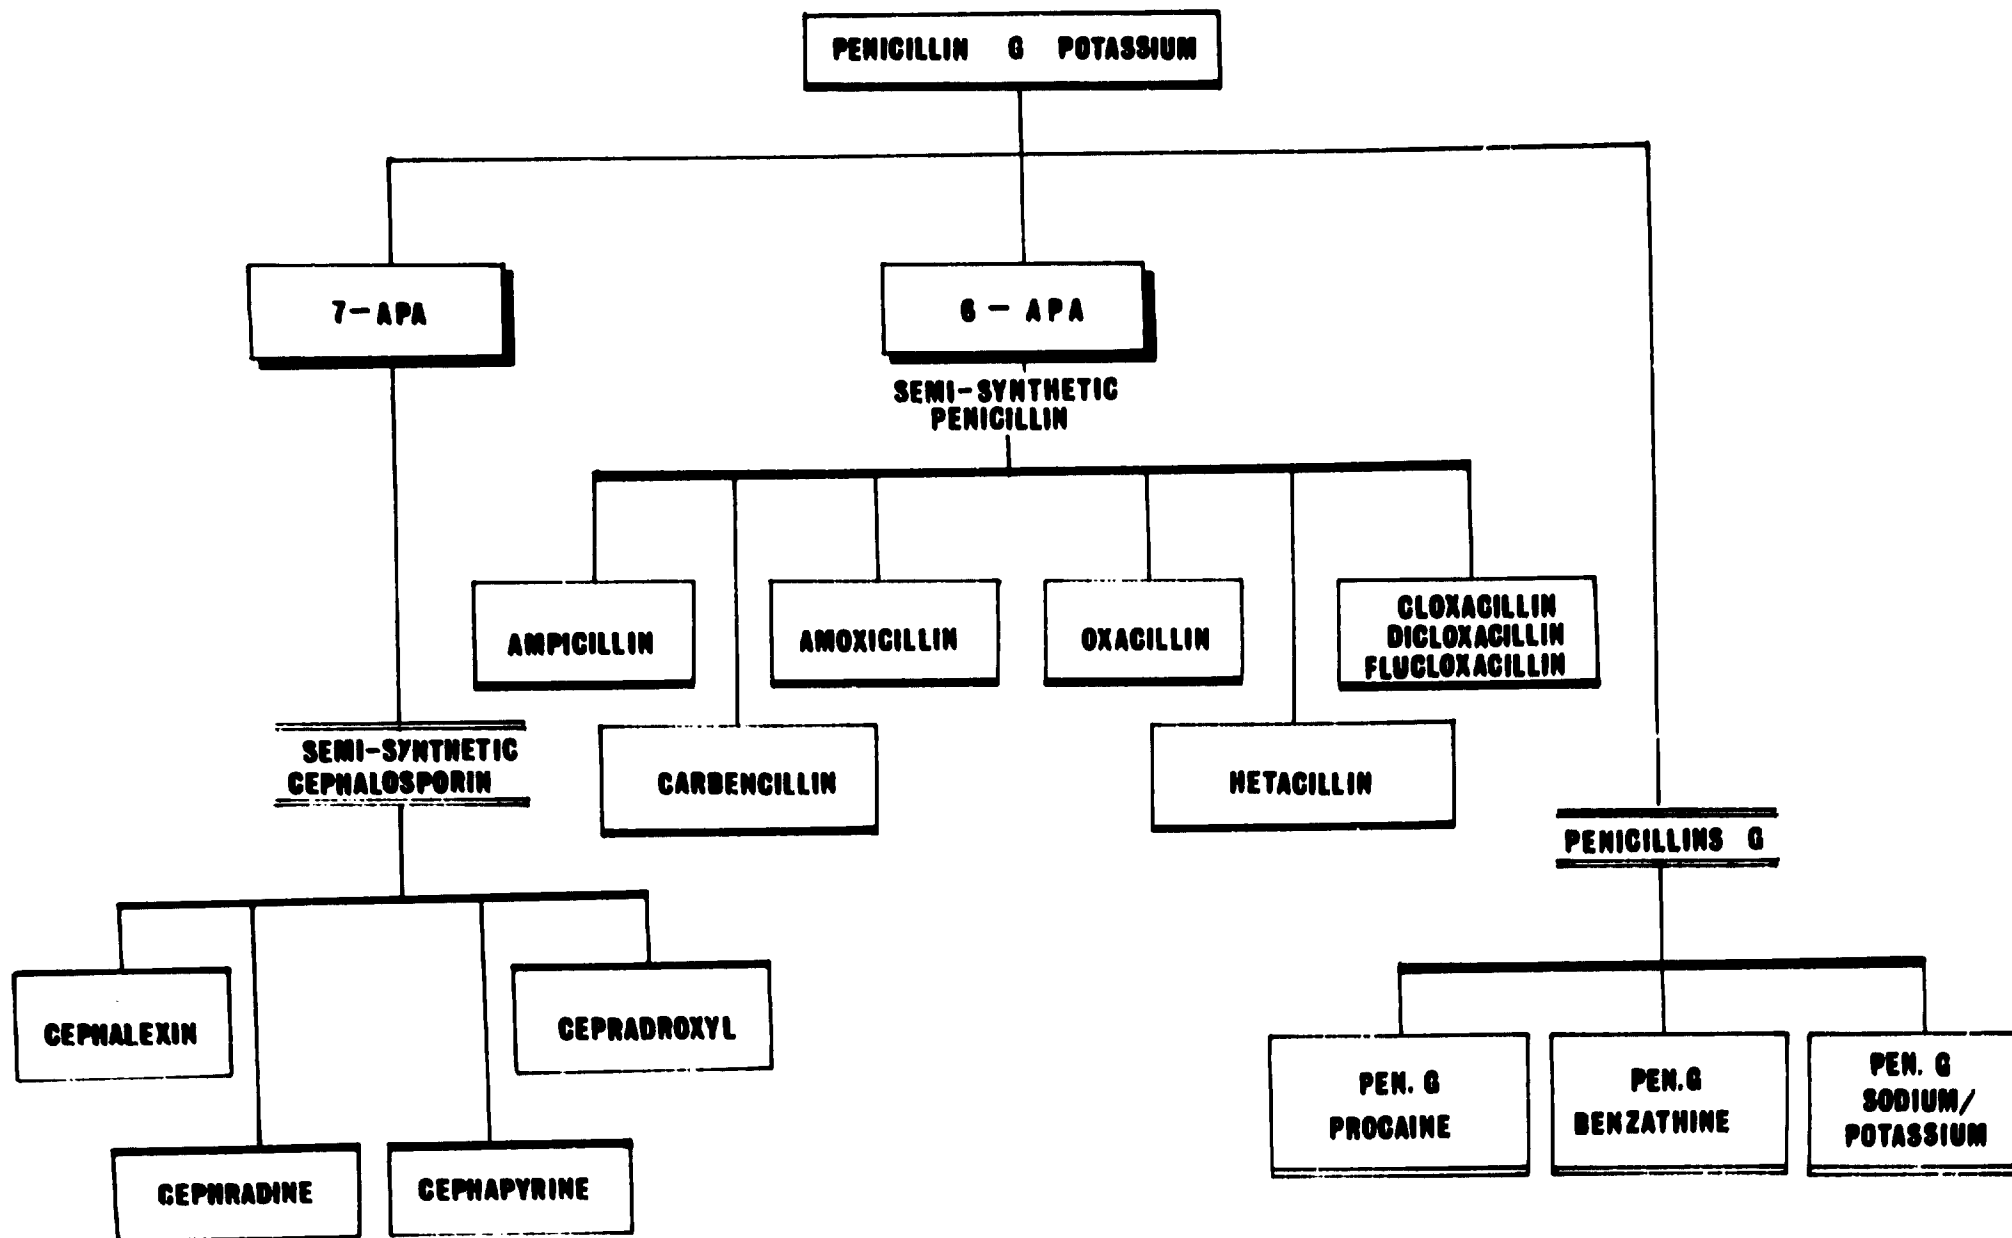 PENICILLIN G POTASSIUM
7-APA
6 - APA
SEMI-SYNTHETIC
PENICILLIN
AMPICILLIN
AMOXICILLIN
OXACILLIN
CLOXACILLIN
DICLOXACILLIN
FLUCLOXACILLIN
SEMI-SYNTHETIC
CEPHALOSPORIN
CARBENCILLIN
HETACILLIN
PENICILLINS G
CEPHALEXIN
CEPRADROXYL
PEN. G
PROCAINE
PEN.G
BENZATHINE
PEN. G
SODIUM/
POTASSIUM
CEPHRADINE
CEPHAPYRINE